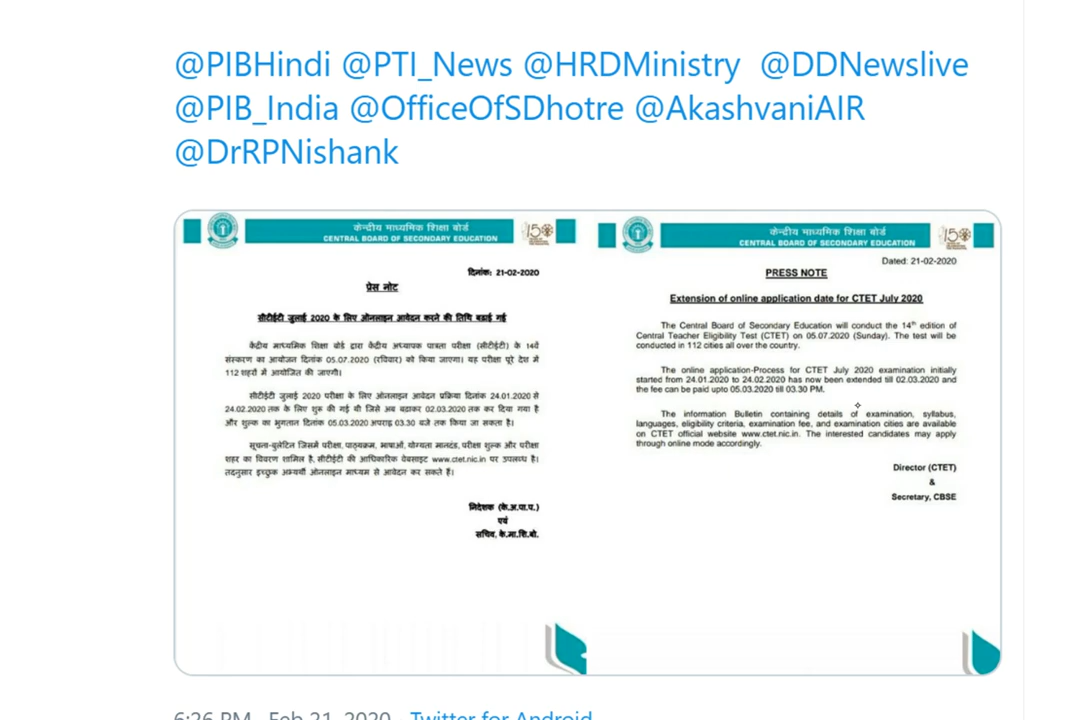 @PIBHindi @PTI_News @HRDMinistry @DDNewslive
@PIB_India @OfficeOfSDhotre @AkashvaniAIR
@DrRPNishank
केन्द्रीय माध्यमिक शिक्षा बोर्ड
CENTRAL BOARD OF SECONDARY EDUCATION
दिनांक: 21-02-2020
प्रेस नोट
सीटीईटी जुलाई 2020 के लिए ऑनलाइन आवेदन करने की तिथि बढाई गई
केंद्रीय माध्यमिक शिक्षा बोर्ड द्वारा केंद्रीय अध्यापक पात्रता परीक्षा (सीटीईटी) के 14वें
संस्करण का आयोजन दिनांक 05.07.2020 (रविवार) को किया जाएगा। यह परीक्षा पूरे देश में
112 शहरों में आयोजित की जाएगी।
सीटीईटी जुलाई 2020 परीक्षा के लिए ऑनलाइन आवेदन प्रक्रिया दिनांक 24.01.2020 से
24.02.2020 तक के लिए शुरू की गई थी जिसे अब बढ़ाकर 02.03.2020 तक कर दिया गया है
और शुल्क का भुगतान दिनांक 05.03.2020 अपराह्न 03.30 बजे तक किया जा सकता है।
सूचना-बुलेटिन जिसमें परीक्षा, पाठ्यक्रम, भाषाओं, योग्यता मानदंड, परीक्षा शुल्क और परीक्षा
शहर का विवरण शामिल है, सीटीईटी की आधिकारिक वेबसाइट www.ctet.nic.in पर उपलब्ध है।
तदनुसार इच्छुक अभ्यर्थी ऑनलाइन माध्यम से आवेदन कर सकते हैं।
निदेशक (के.अ.पा.प.)
एवं
सचिव, के.मा.शि.बो.
केन्द्रीय माध्यमिक शिक्षा बोर्ड
CENTRAL BOARD OF SECONDARY EDUCATION
Dated: 21-02-2020
PRESS NOTE
Extension of online application date for CTET July 2020
The Central Board of Secondary Education will conduct the 14th edition of
Central Teacher Eligibility Test (CTET) on 05.07.2020 (Sunday). The test will be
conducted in 112 cities all over the country.
The online application-Process for CTET July 2020 examination initially
started from 24.01.2020 to 24.02.2020 has now been extended till 02.03.2020 and
the fee can be paid upto 05.03.2020 till 03.30 PM.
The information Bulletin containing details of examination, syllabus,
languages, eligibility criteria, examination fee, and examination cities are available
on CTET official website www.ctet.nic.in. The interested candidates may apply
through online mode accordingly.
Director (CTET)
&
Secretary, CBSE
6:26 PM · Feb 21, 2020 · Twitter for Android